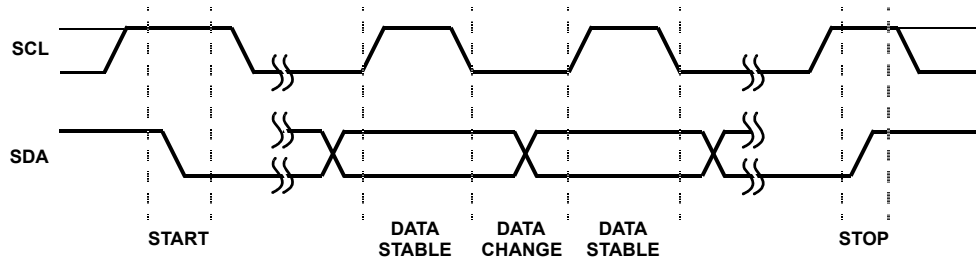 SCL
SDA
START
DATA
STABLE
DATA
CHANGE
DATA
STABLE
STOP